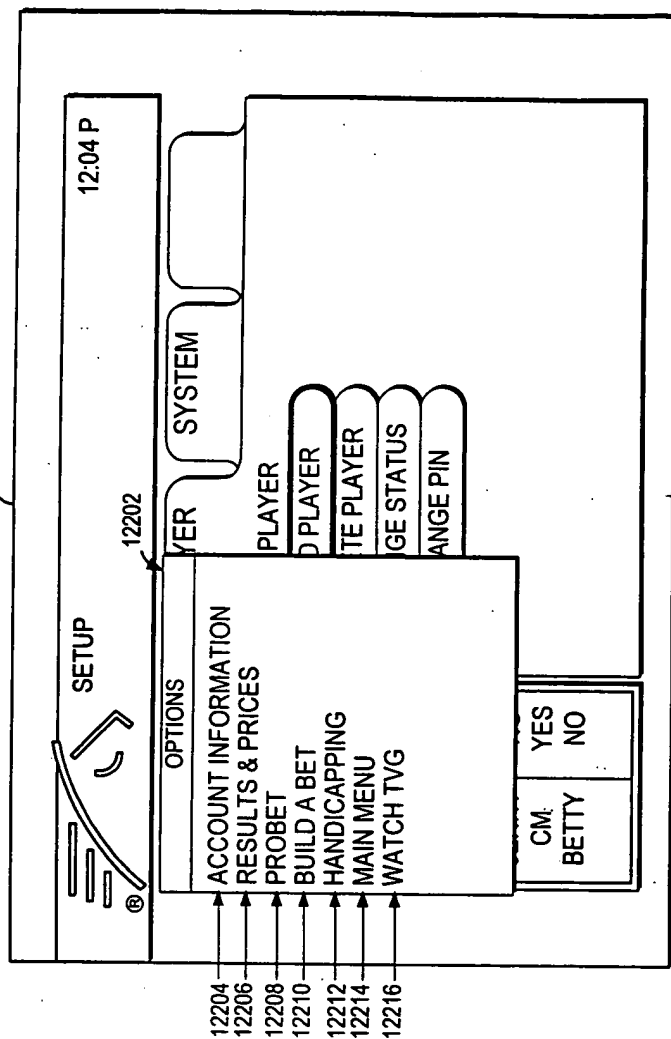 SETUP
12:04 P
12202
YER
SYSTEM
OPTIONS
PLAYER
D PLAYER
TE PLAYER
GE STATUS
ANGE PIN
12204 ACCOUNT INFORMATION
12206 RESULTS & PRICES
12208 PROBET
12210 BUILD A BET
12212 HANDICAPPING
12214 MAIN MENU
12216 WATCH TVG
CM YES
BETTY NO
®